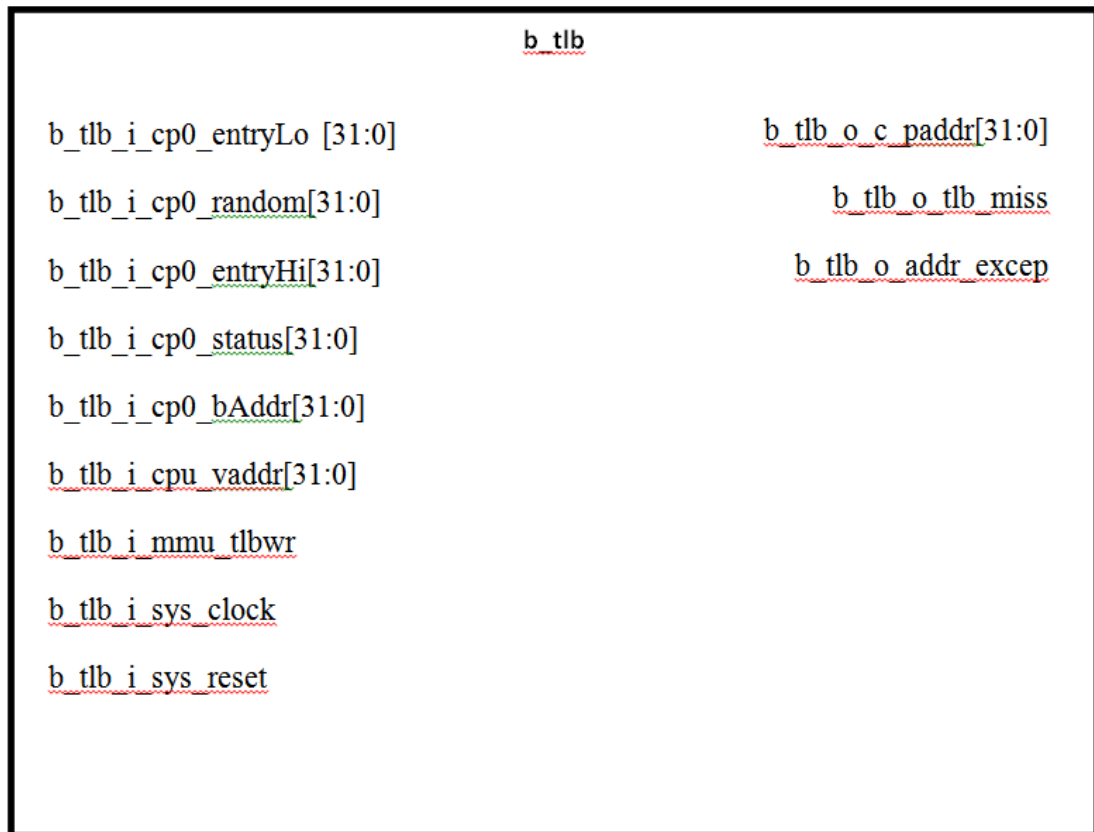 b_tlb
b_tlb_i_cp0_entryLo [31:0]
b_tlb_o_c_paddr[31:0]
b_tlb_i_cp0_random[31:0]
b_tlb_o_tlb_miss
b_tlb_i_cp0_entryHi[31:0]
b_tlb_o_addr_excep
b_tlb_i_cp0_status[31:0]
b_tlb_i_cp0_bAddr[31:0]
b_tlb_i_cpu_vaddr[31:0]
b_tlb_i_mmu_tlbwr
b_tlb_i_sys_clock
b_tlb_i_sys_reset